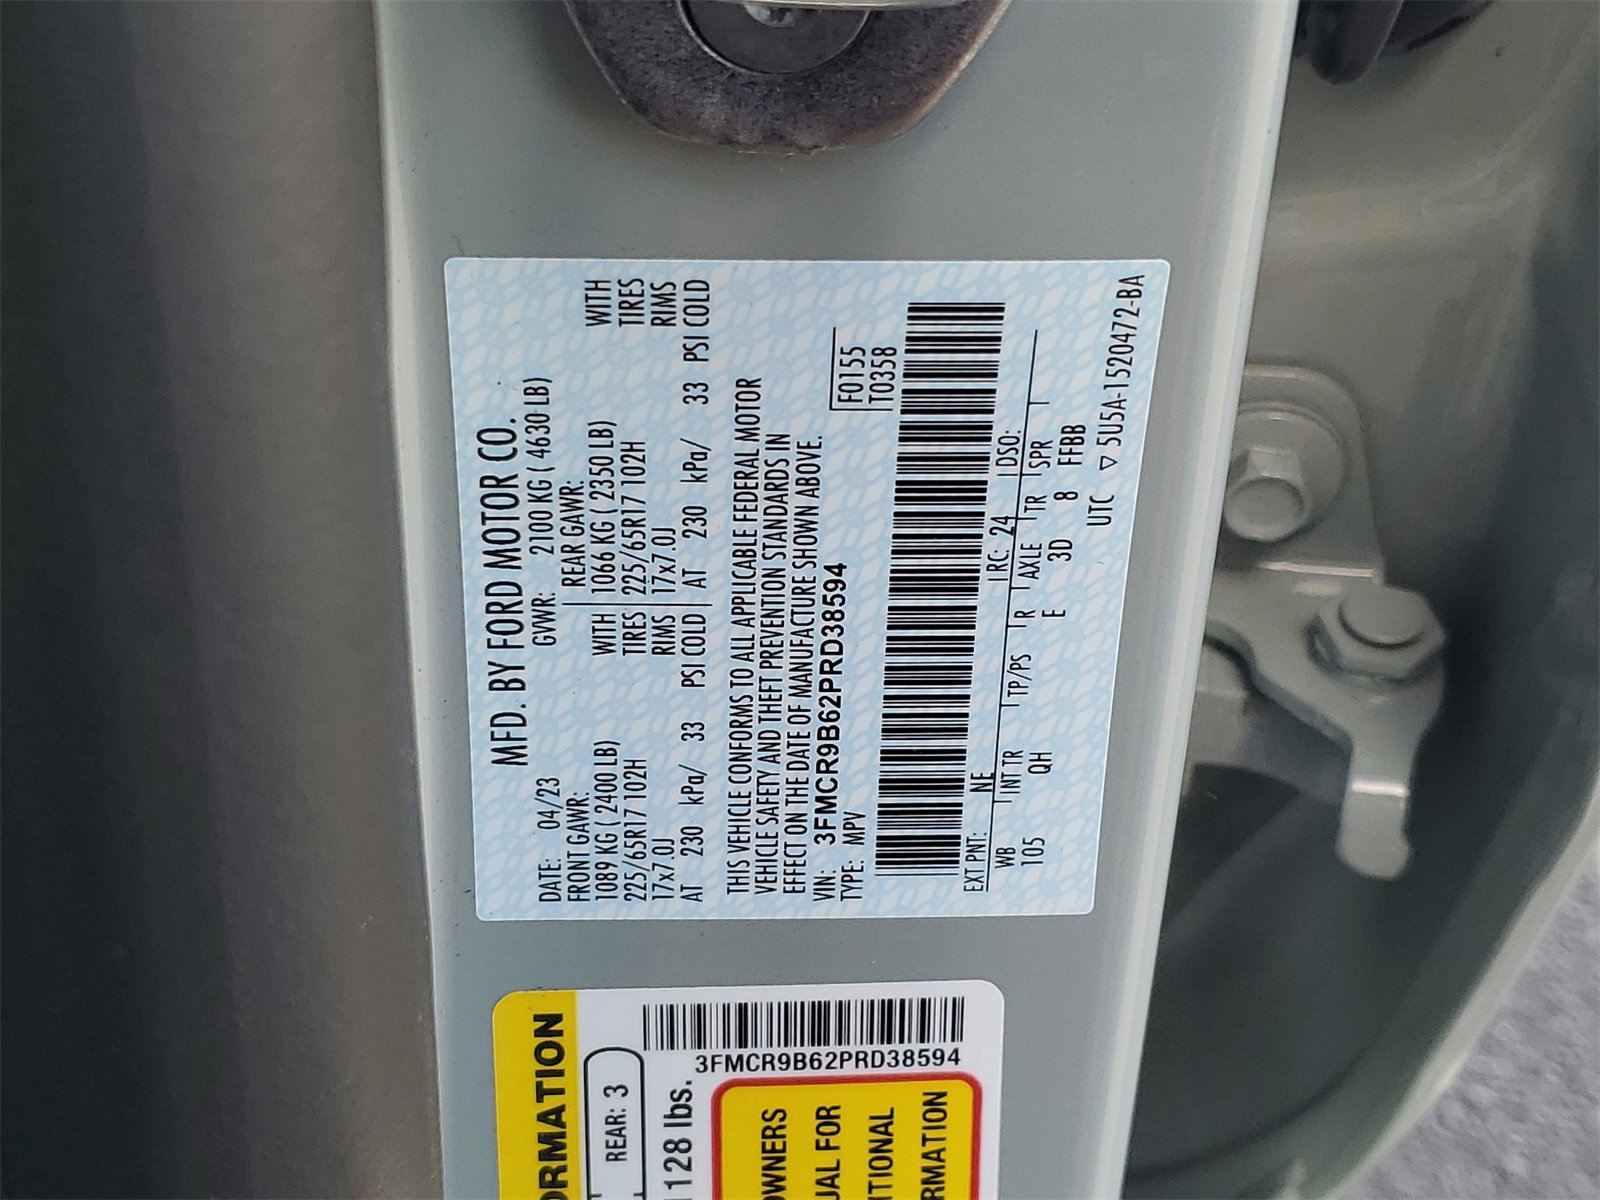 MFD. BY FORD MOTOR CO.
DATE: 04/23 GVWR: 2100 KG ( 4630 LB)
FRONT GAWR: REAR GAWR:
1089 KG ( 2400 LB) WITH 1066 KG ( 2350 LB) WITH
225/65R17 102H TIRES 225/65R17 102H TIRES
17x7.0J RIMS 17x7.0J RIMS
AT 230 kPa/ 33 PSI COLD AT 230 kPa/ 33 PSI COLD
THIS VEHICLE CONFORMS TO ALL APPLICABLE FEDERAL MOTOR
VEHICLE SAFETY AND THEFT PREVENTION STANDARDS IN
EFFECT ON THE DATE OF MANUFACTURE SHOWN ABOVE.
VIN: 3FMCR9B62PRD38594 F0155
TYPE: MPV T0358
EXT PNT: NE RC: 24 DSO:
WB INT TR TP/PS R AXLE TR SPR
105 QH E 3D 8 FFBB
UTC ▽ 5U5A-1520472-BA
ORMATION
REAR: 3
1128 lbs.
3FMCR9B62PRD38594
OWNERS
UAL FOR
ITIONAL
RMATION